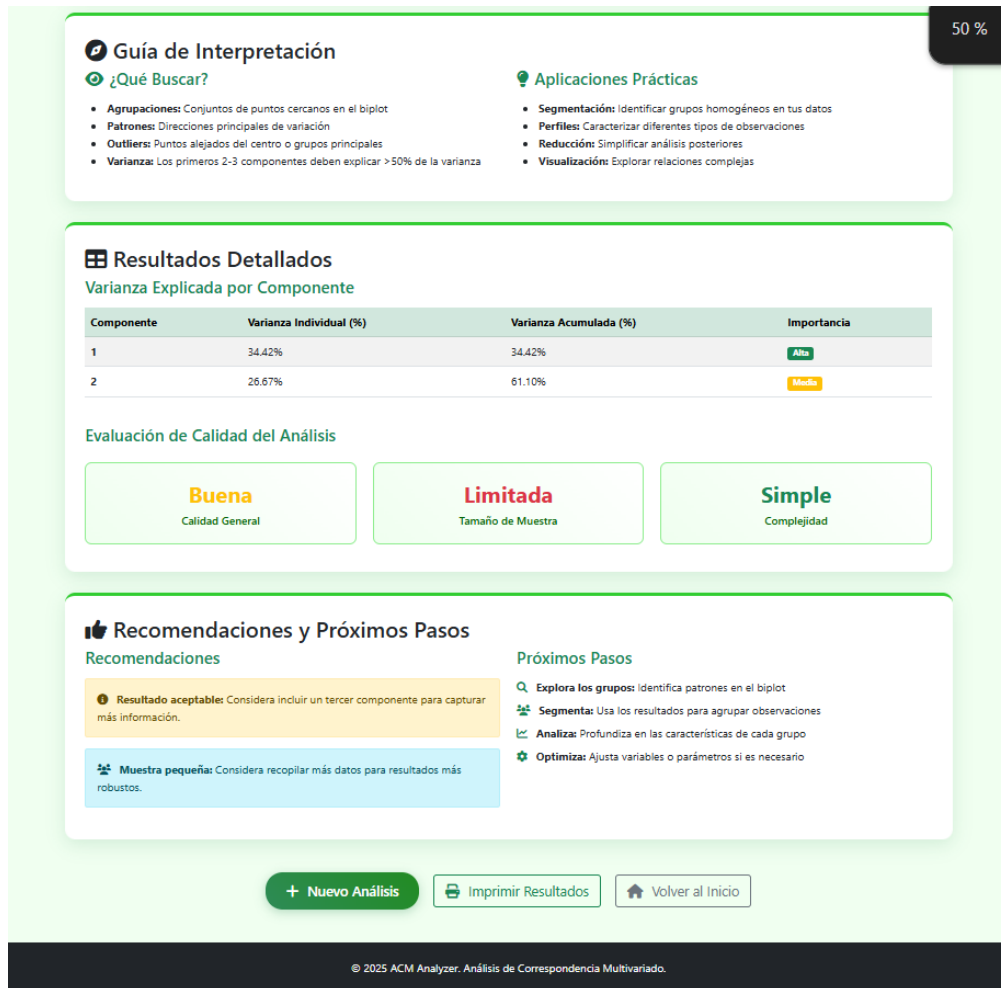 50 %
Guía de Interpretación
¿Qué Buscar?
Agrupaciones: Conjuntos de puntos cercanos en el biplot
Patrones: Direcciones principales de variación
Outliers: Puntos alejados del centro o grupos principales
Varianza: Los primeros 2-3 componentes deben explicar >50% de la varianza
Aplicaciones Prácticas
Segmentación: Identificar grupos homogéneos en tus datos
Perfiles: Caracterizar diferentes tipos de observaciones
Reducción: Simplificar análisis posteriores
Visualización: Explorar relaciones complejas
Resultados Detallados
Varianza Explicada por Componente
Componente Varianza Individual (%) Varianza Acumulada (%) Importancia
1 34.42% 34.42% Alta
2 26.67% 61.10% Media
Evaluación de Calidad del Análisis
Buena
Calidad General
Limitada
Tamaño de Muestra
Simple
Complejidad
Recomendaciones y Próximos Pasos
Recomendaciones
Resultado aceptable: Considera incluir un tercer componente para capturar
más información.
Muestra pequeña: Considera recopilar más datos para resultados más
robustos.
Próximos Pasos
Explora los grupos: Identifica patrones en el biplot
Segmenta: Usa los resultados para agrupar observaciones
Analiza: Profundiza en las características de cada grupo
Optimiza: Ajusta variables o parámetros si es necesario
+ Nuevo Análisis
Imprimir Resultados
Volver al Inicio
© 2025 ACM Analyzer. Análisis de Correspondencia Multivariado.